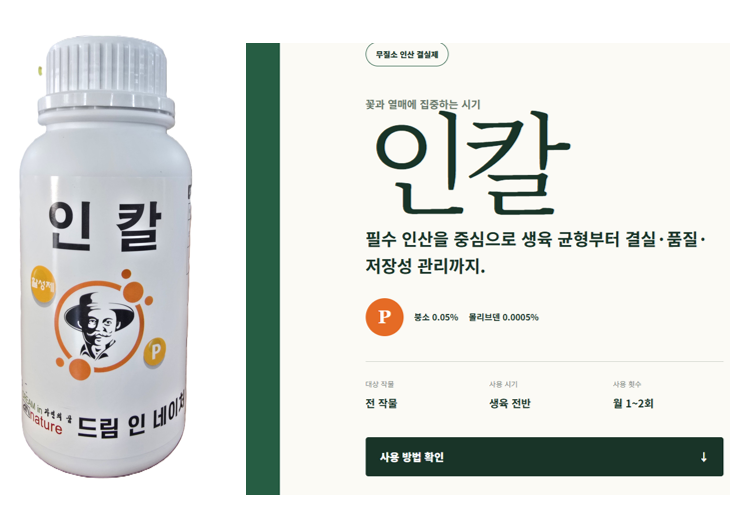 인 칼
결성제
P
DREAM in 자연의 꿈
nature
드림 인 네이처
무질소 인산 결실제
꽃과 열매에 집중하는 시기
인칼
필수 인산을 중심으로 생육 균형부터 결실·품질·
저장성 관리까지.
P 붕소 0.05% 몰리브덴 0.0005%
대상 작물 사용 시기 사용 횟수
전 작물 생육 전반 월 1~2회
사용 방법 확인 ↓